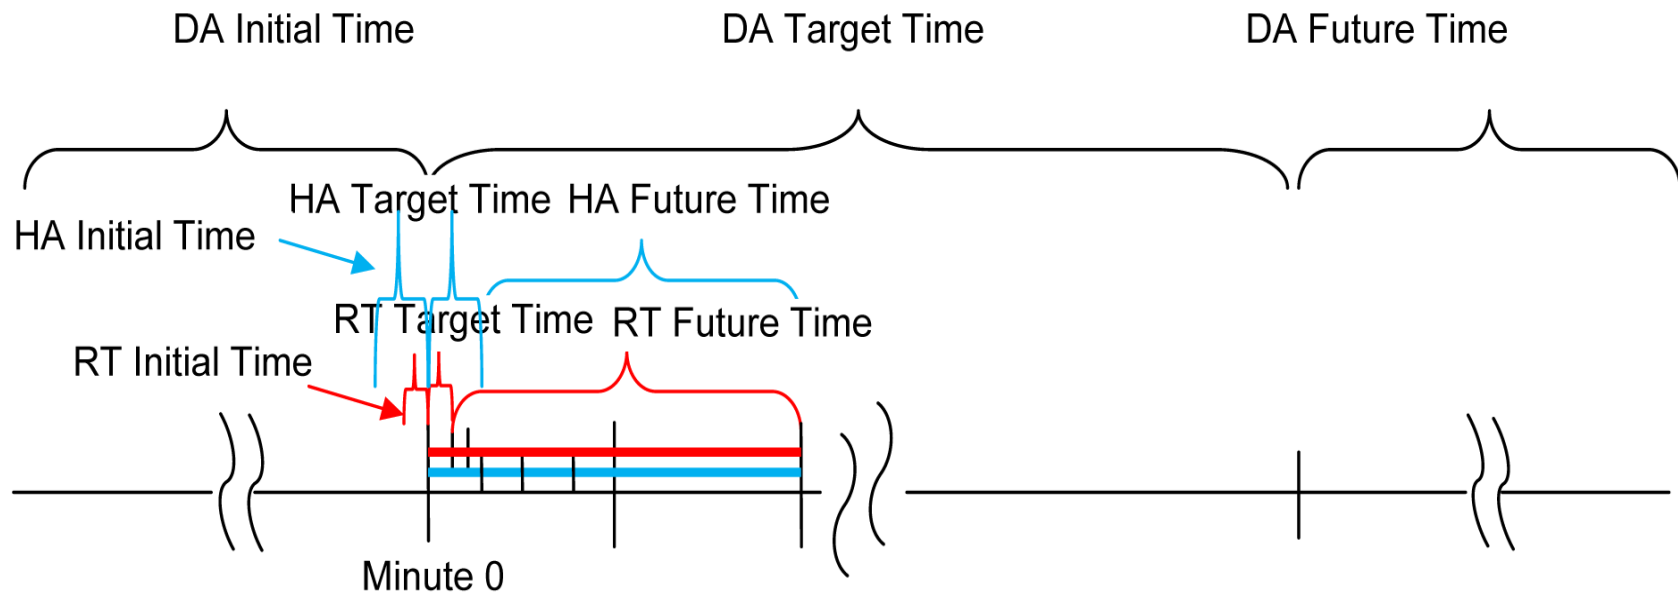 DA Initial Time
DA Target Time
DA Future Time
HA Target Time
HA Future Time
HA Initial Time
RT Target Time
RT Future Time
RT Initial Time
Minute 0